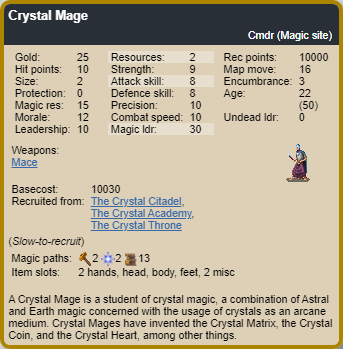 Crystal Mage
Cmdr (Magic site)
Gold: 25 Resources: 2 Rec points: 10000
Hit points: 10 Strength: 9 Map move: 16
Size: 2 Attack skill: 8 Encumbrance: 3
Protection: 0 Defence skill: 8 Age: 22
Magic res: 15 Precision: 10 (50)
Morale: 12 Combat speed: 10 Undead ldr: 0
Leadership: 10 Magic ldr: 30
Weapons:
Mace
Basecost: 10030
Recruited from: The Crystal Citadel,
The Crystal Academy,
The Crystal Throne
(Slow-to-recruit)
Magic paths: 2 2 13
Item slots: 2 hands, head, body, feet, 2 misc
A Crystal Mage is a student of crystal magic, a combination of Astral
and Earth magic concerned with the usage of crystals as an arcane
medium. Crystal Mages have invented the Crystal Matrix, the Crystal
Coin, and the Crystal Heart, among other things.